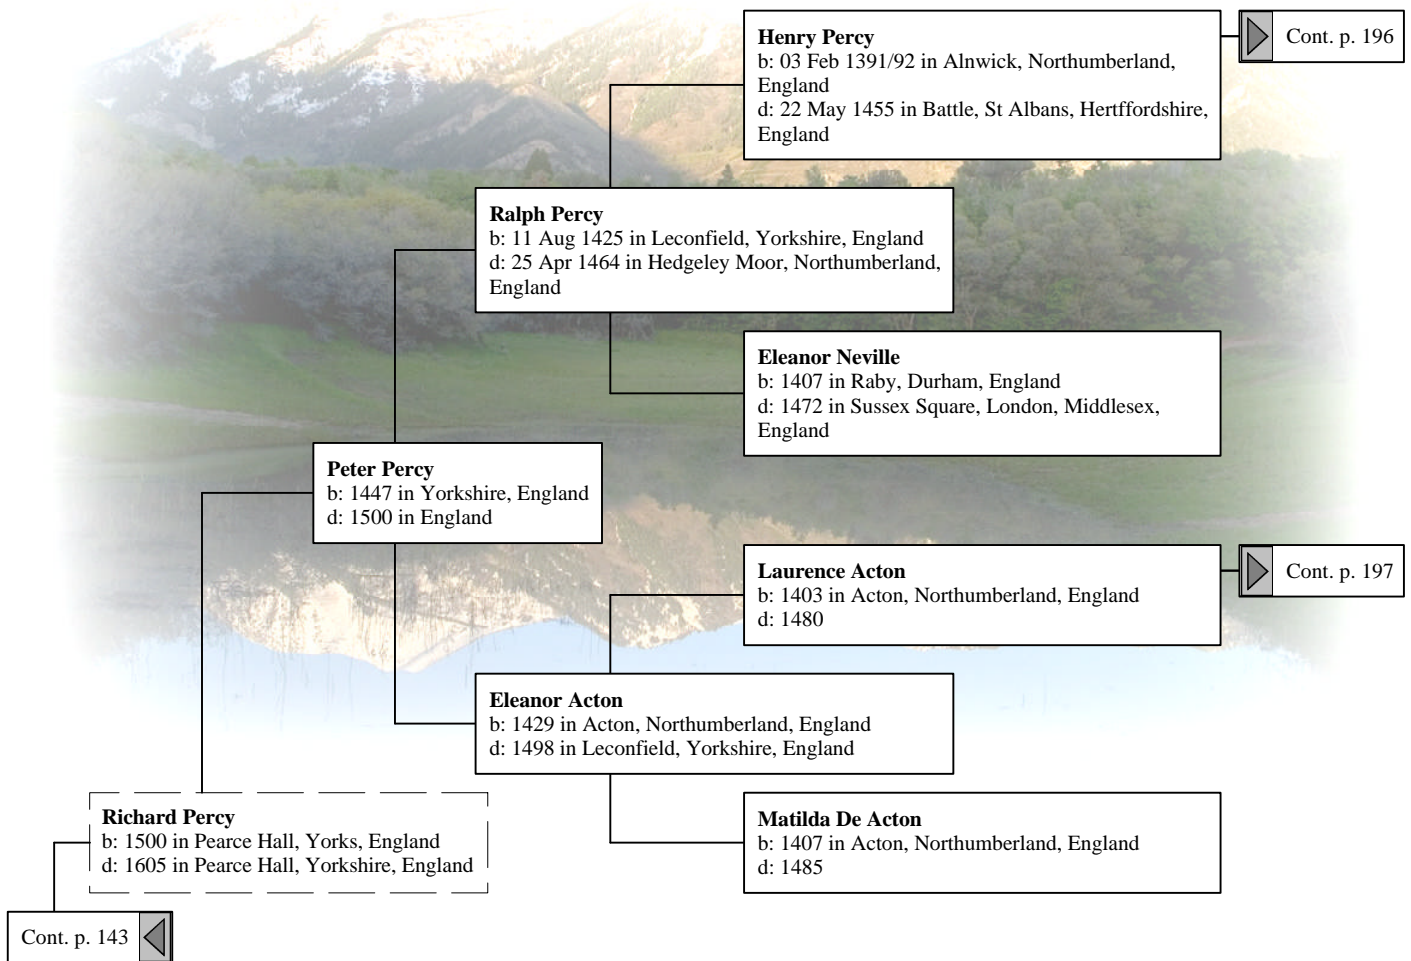 Henry Percy
b: 03 Feb 1391/92 in Alnwick, Northumberland,
England
d: 22 May 1455 in Battle, St Albans, Hertffordshire,
England
Cont. p. 196
Ralph Percy
b: 11 Aug 1425 in Leconfield, Yorkshire, England
d: 25 Apr 1464 in Hedgeley Moor, Northumberland,
England
Eleanor Neville
b: 1407 in Raby, Durham, England
d: 1472 in Sussex Square, London, Middlesex,
England
Peter Percy
b: 1447 in Yorkshire, England
d: 1500 in England
Laurence Acton
b: 1403 in Acton, Northumberland, England
d: 1480
Cont. p. 197
Eleanor Acton
b: 1429 in Acton, Northumberland, England
d: 1498 in Leconfield, Yorkshire, England
Richard Percy
b: 1500 in Pearce Hall, Yorks, England
d: 1605 in Pearce Hall, Yorkshire, England
Matilda De Acton
b: 1407 in Acton, Northumberland, England
d: 1485
Cont. p. 143